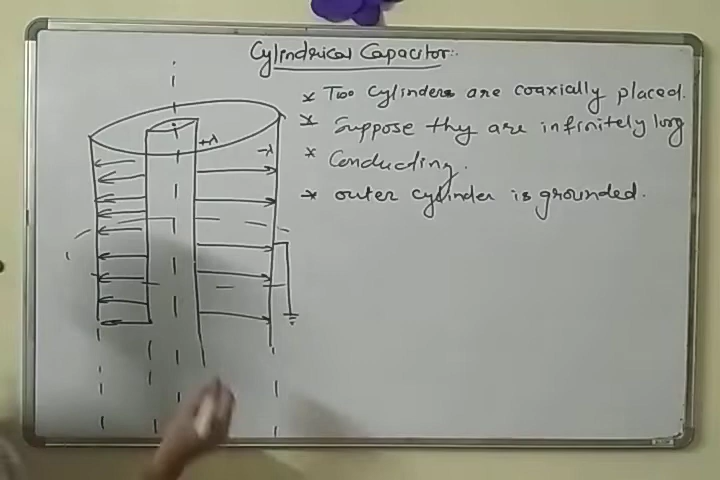 Cylindrical Capacitor:-
* Two Cylinders are coaxially placed.
* Suppose they are infinitely long
* Conducting.
* outer cylinder is grounded.
+λ
-λ